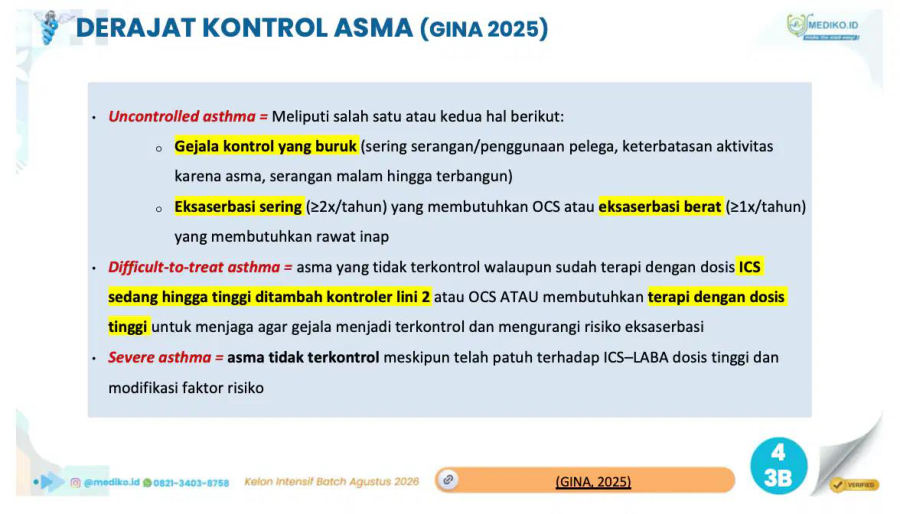 DERAJAT KONTROL ASMA (GINA 2025)
MEDIKO.ID
• Uncontrolled asthma = Meliputi salah satu atau kedua hal berikut:
o Gejala kontrol yang buruk (sering serangan/penggunaan pelega, keterbatasan aktivitas
karena asma, serangan malam hingga terbangun)
o Eksaserbasi sering (≥2x/tahun) yang membutuhkan OCS atau eksaserbasi berat (≥1x/tahun)
yang membutuhkan rawat inap
• Difficult-to-treat asthma = asma yang tidak terkontrol walaupun sudah terapi dengan dosis ICS
sedang hingga tinggi ditambah kontroler lini 2 atau OCS ATAU membutuhkan terapi dengan dosis
tinggi untuk menjaga agar gejala menjadi terkontrol dan mengurangi risiko eksaserbasi
• Severe asthma = asma tidak terkontrol meskipun telah patuh terhadap ICS–LABA dosis tinggi dan
modifikasi faktor risiko
4
3B
@mediko.id 0821-3403-8758 Kelon Intensif Batch Agustus 2026
(GINA, 2025)
VERIFIED